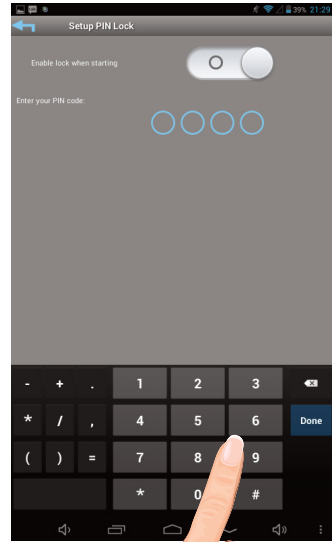 39% 21:29
Setup PIN Lock
Enable lock when starting
Enter your PIN code:
- + . 1 2 3
* / , 4 5 6 Done
( ) = 7 8 9
* 0 #